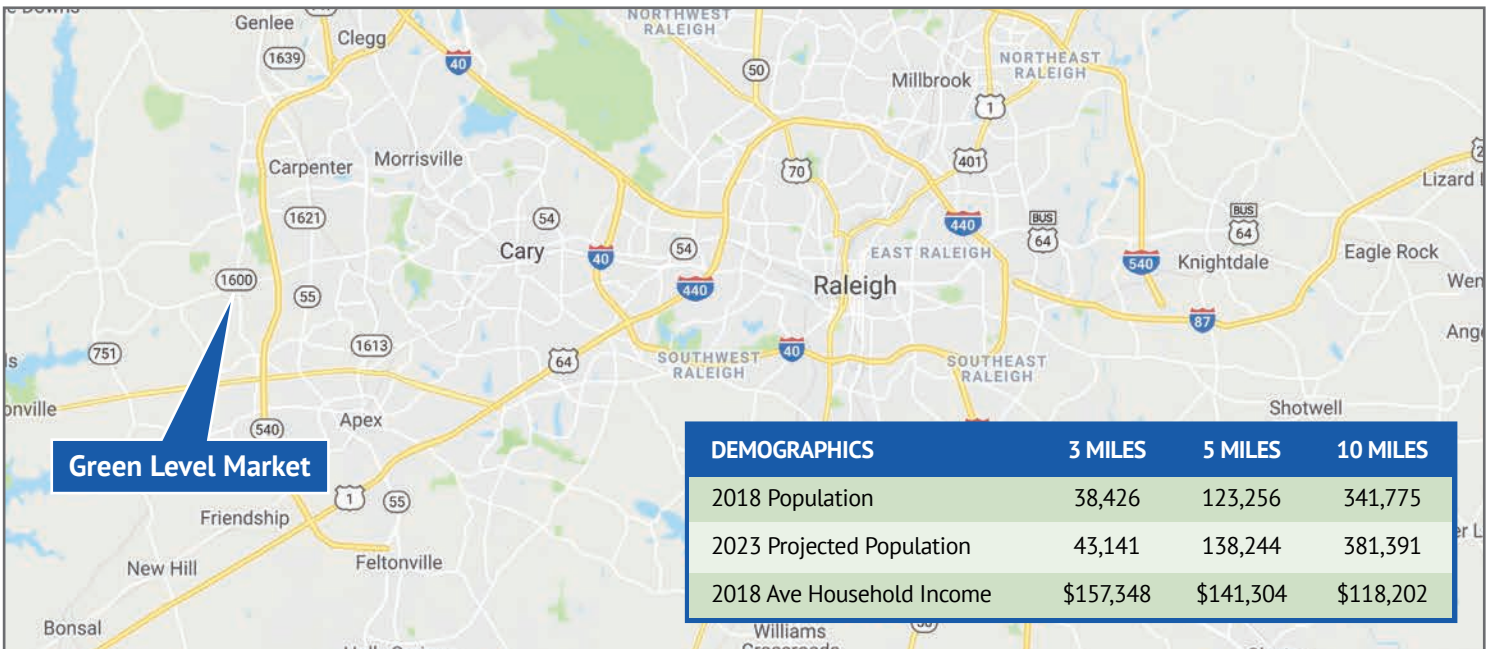 Genlee
Clegg
1639
40
NORTHWEST
RALEIGH
50
Millbrook
NORTHEAST
RALEIGH
1
Carpenter
Morrisville
70
401
Lizard
1621
54
Cary
40
54
440
EAST RALEIGH
440
BUS
64
BUS
64
540
Knightdale
Eagle Rock
1600
55
440
Raleigh
87
751
1613
64
SOUTHWEST
RALEIGH
40
SOUTHEAST
RALEIGH
Shotwell
onville
Apex
540
Green Level Market
1
55
Friendship
New Hill
Feltonville
Bonsal
Williams
DEMOGRAPHICS 3 MILES 5 MILES 10 MILES
2018 Population 38,426 123,256 341,775
2023 Projected Population 43,141 138,244 381,391
2018 Ave Household Income $157,348 $141,304 $118,202